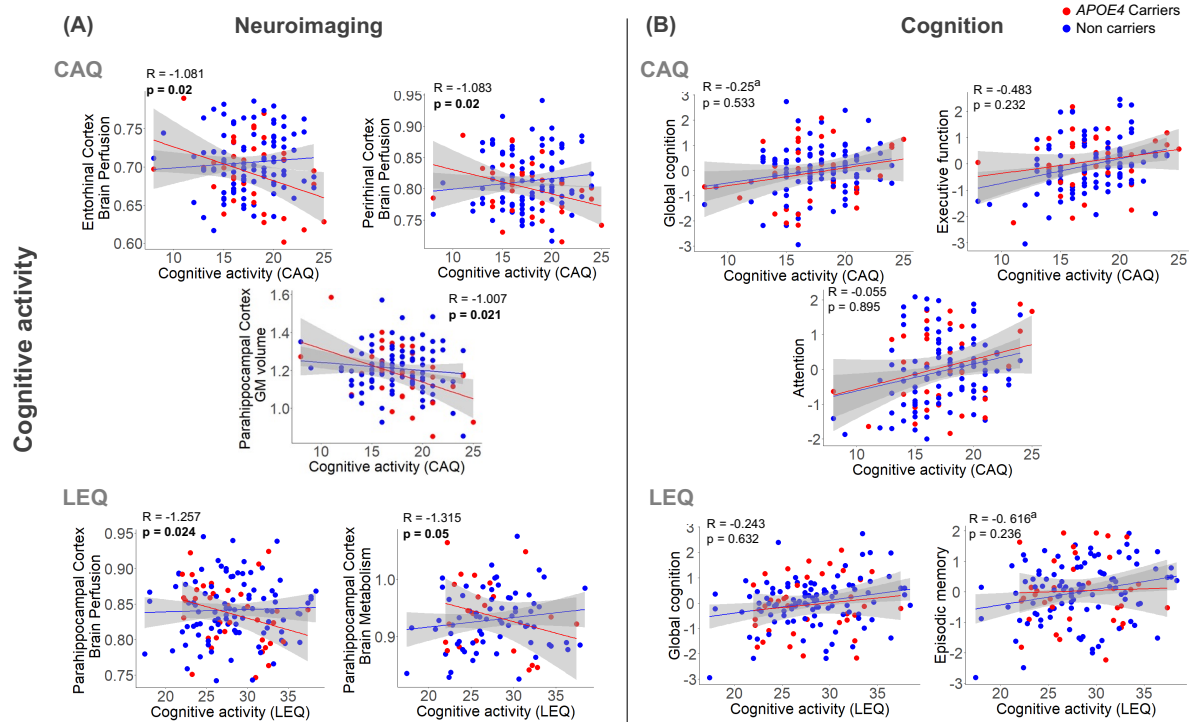 (A)
Neuroimaging
(B)
Cognition
APOE4 Carriers
Non carriers
Cognitive activity
CAQ
R = -1.081
p = 0.02
Entorhinal Cortex
Brain Perfusion
0.75
0.70
0.65
0.60
10 15 20 25
Cognitive activity (CAQ)
R = -1.083
p = 0.02
Perirhinal Cortex
Brain Perfusion
0.95
0.90
0.85
0.80
0.75
10 15 20 25
Cognitive activity (CAQ)
R = -1.007
p = 0.021
Parahippocampal Cortex
GM volume
1.6
1.4
1.2
1.0
10 15 20 25
Cognitive activity (CAQ)
LEQ
R = -1.257
p = 0.024
Parahippocampal Cortex
Brain Perfusion
0.95
0.90
0.85
0.80
0.75
20 25 30 35
Cognitive activity (LEQ)
R = -1.315
p = 0.05
Parahippocampal Cortex
Brain Metabolism
1.0
0.9
20 25 30 35
Cognitive activity (LEQ)
CAQ
R = -0.25a
p = 0.533
Global cognition
3
2
1
0
-1
-2
-3
10 15 20 25
Cognitive activity (CAQ)
R = -0.483
p = 0.232
Executive function
2
1
0
-1
-2
-3
10 15 20 25
Cognitive activity (CAQ)
R = -0.055
p = 0.895
Attention
2
1
0
-1
-2
10 15 20 25
Cognitive activity (CAQ)
LEQ
R = -0.243
p = 0.632
Global cognition
3
2
1
0
-1
-2
-3
20 25 30 35
Cognitive activity (LEQ)
R = -0. 616a
p = 0.236
Episodic memory
2
1
0
-1
-2
-3
20 25 30 35
Cognitive activity (LEQ)